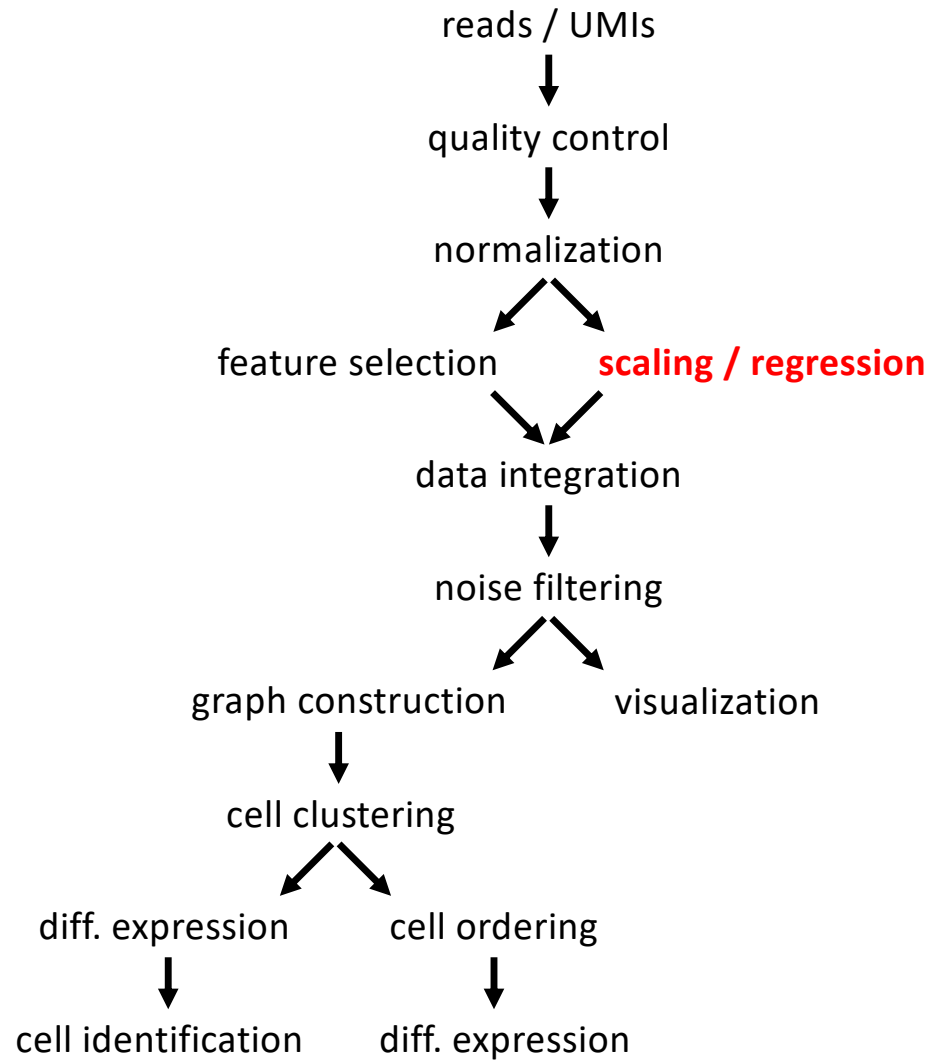 reads / UMIs
quality control
normalization
feature selection
scaling / regression
data integration
noise filtering
graph construction
visualization
cell clustering
diff. expression
cell ordering
cell identification
diff. expression